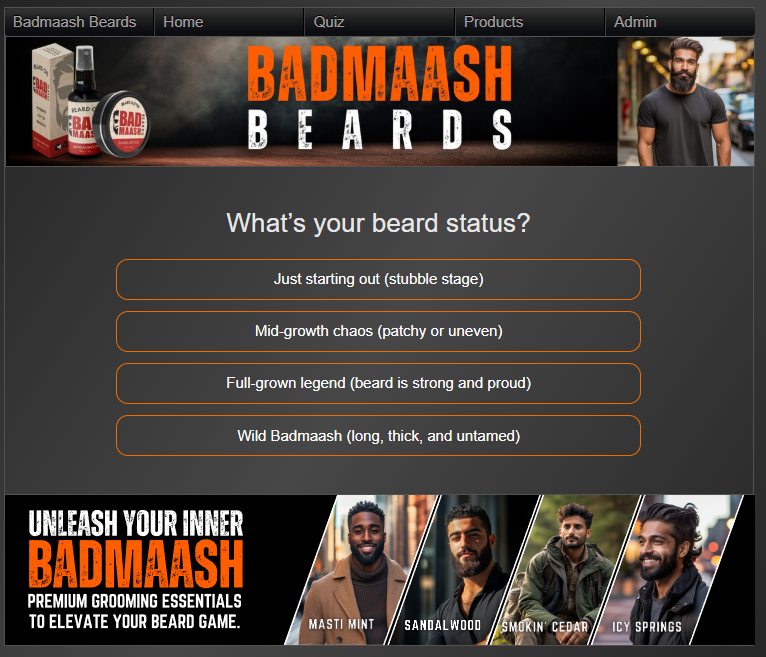 Badmaash Beards
Home
Quiz
Products
Admin
BADMAASH
BEARDS
BAD
MAASH
What’s your beard status?
Just starting out (stubble stage)
Mid-growth chaos (patchy or uneven)
Full-grown legend (beard is strong and proud)
Wild Badmaash (long, thick, and untamed)
UNLEASH YOUR INNER
BADMAASH
PREMIUM GROOMING ESSENTIALS
TO ELEVATE YOUR BEARD GAME.
MASTI MINT
SANDALWOOD
SMOKIN' CEDAR
ICY SPRINGS